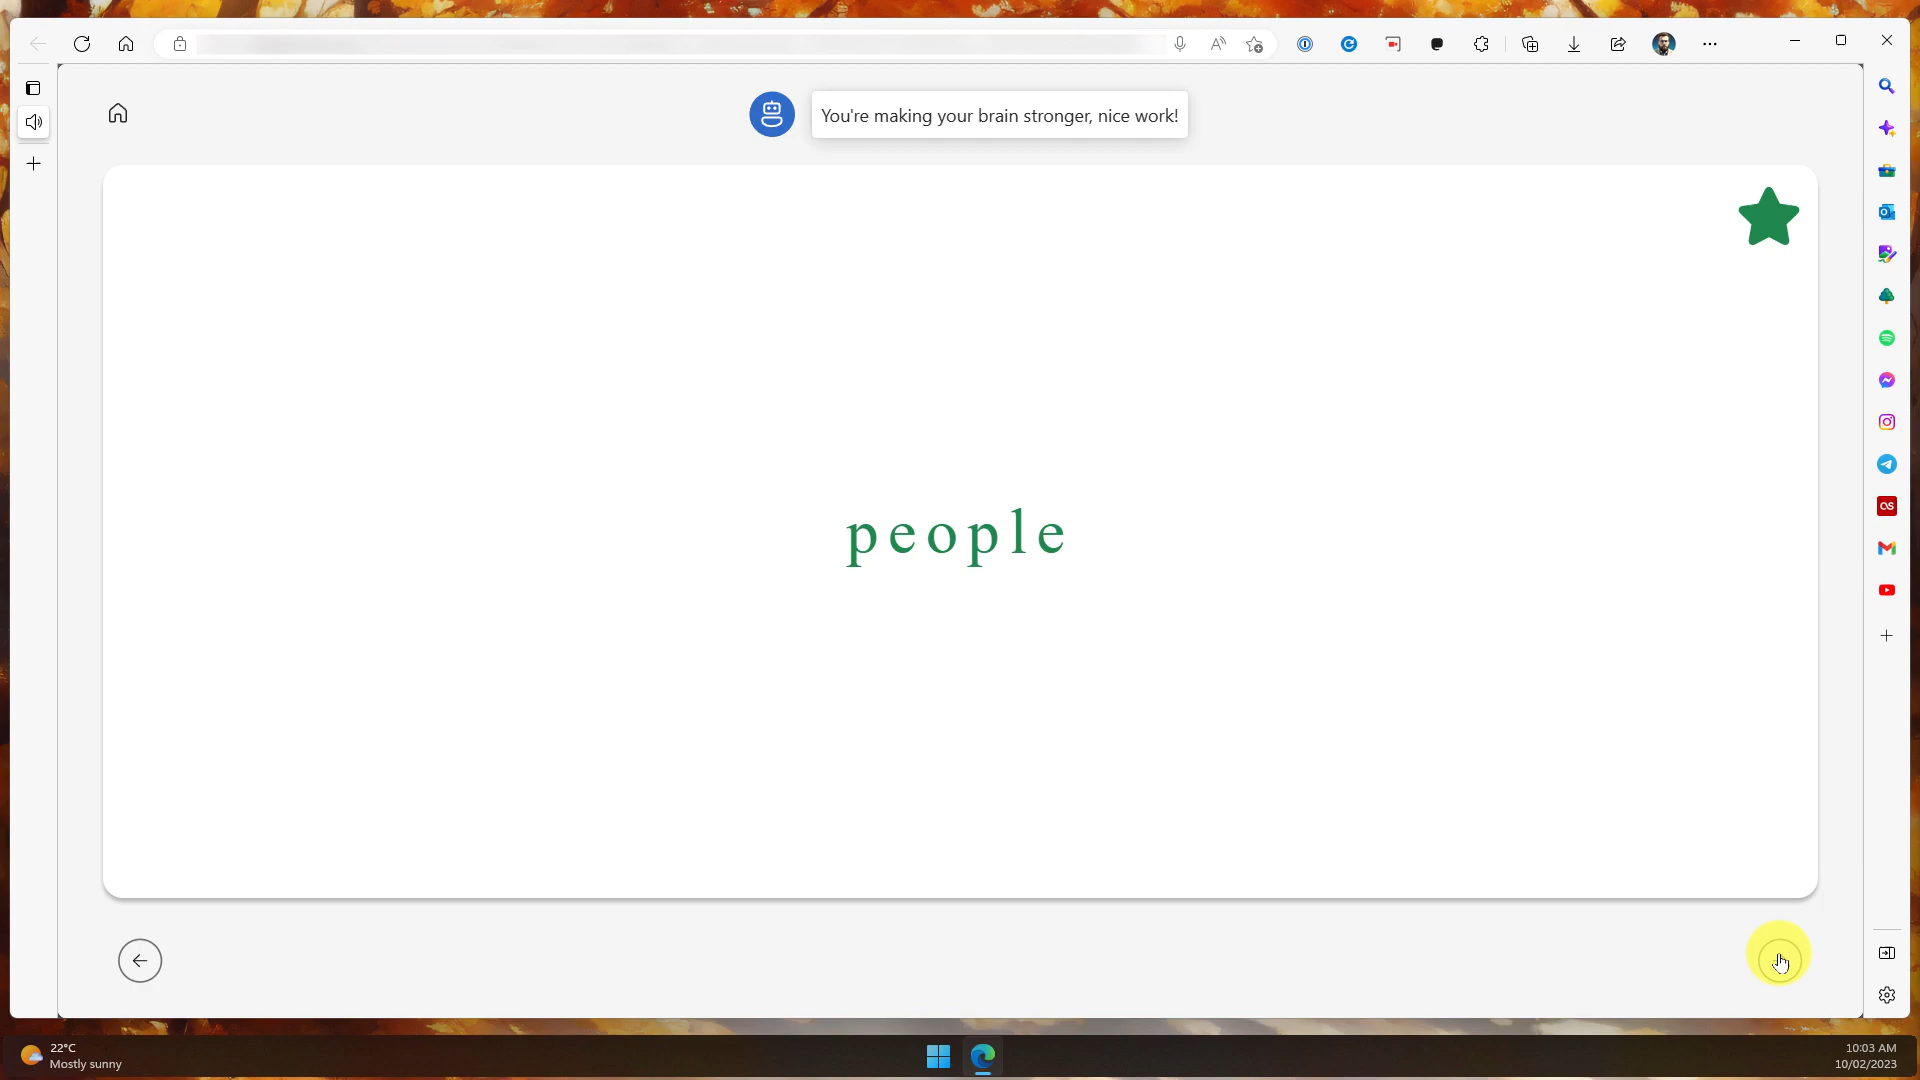 You're making your brain stronger, nice work!
people
22°C
Mostly sunny
10:03 AM
10/02/2023